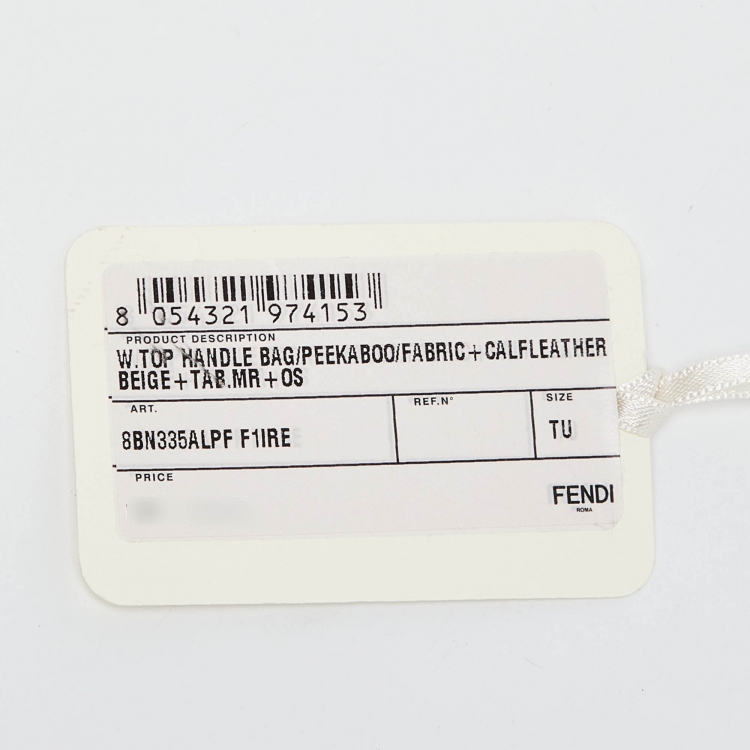 8 054321 974153
PRODUCT DESCRIPTION
W.TOP HANDLE BAG/PEEKABOO/FABRIC+CALFLEATHER
BEIGE+TAB.MR+OS
ART.
REF.N°
SIZE
8BN335ALPF F1IRE
TU
PRICE
FENDI
ROMA